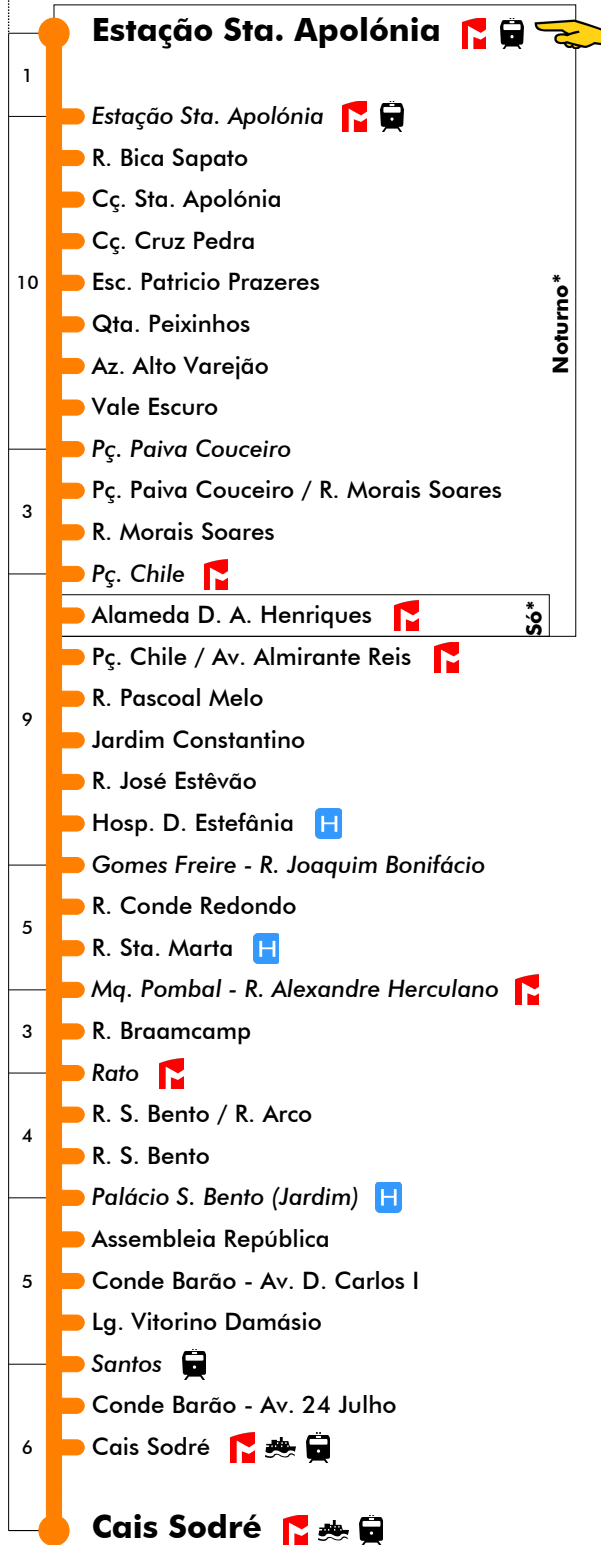 Estação Sta. Apolónia
1
Estação Sta. Apolónia
R. Bica Sapato
Cç. Sta. Apolónia
Cç. Cruz Pedra
10
Esc. Patricio Prazeres
Noturno*
Qta. Peixinhos
Az. Alto Varejão
Vale Escuro
Pç. Paiva Couceiro
Pç. Paiva Couceiro / R. Morais Soares
3
R. Morais Soares
Pç. Chile
Alameda D. A. Henriques
Só*
Pç. Chile / Av. Almirante Reis
R. Pascoal Melo
9
Jardim Constantino
R. José Estêvão
Hosp. D. Estefânia H
Gomes Freire - R. Joaquim Bonifácio
R. Conde Redondo
5
R. Sta. Marta H
Mq. Pombal - R. Alexandre Herculano
3
R. Braamcamp
Rato
R. S. Bento / R. Arco
4
R. S. Bento
Palácio S. Bento (Jardim) H
Assembleia República
5
Conde Barão - Av. D. Carlos I
Lg. Vitorino Damásio
Santos
Conde Barão - Av. 24 Julho
6
Cais Sodré
Cais Sodré